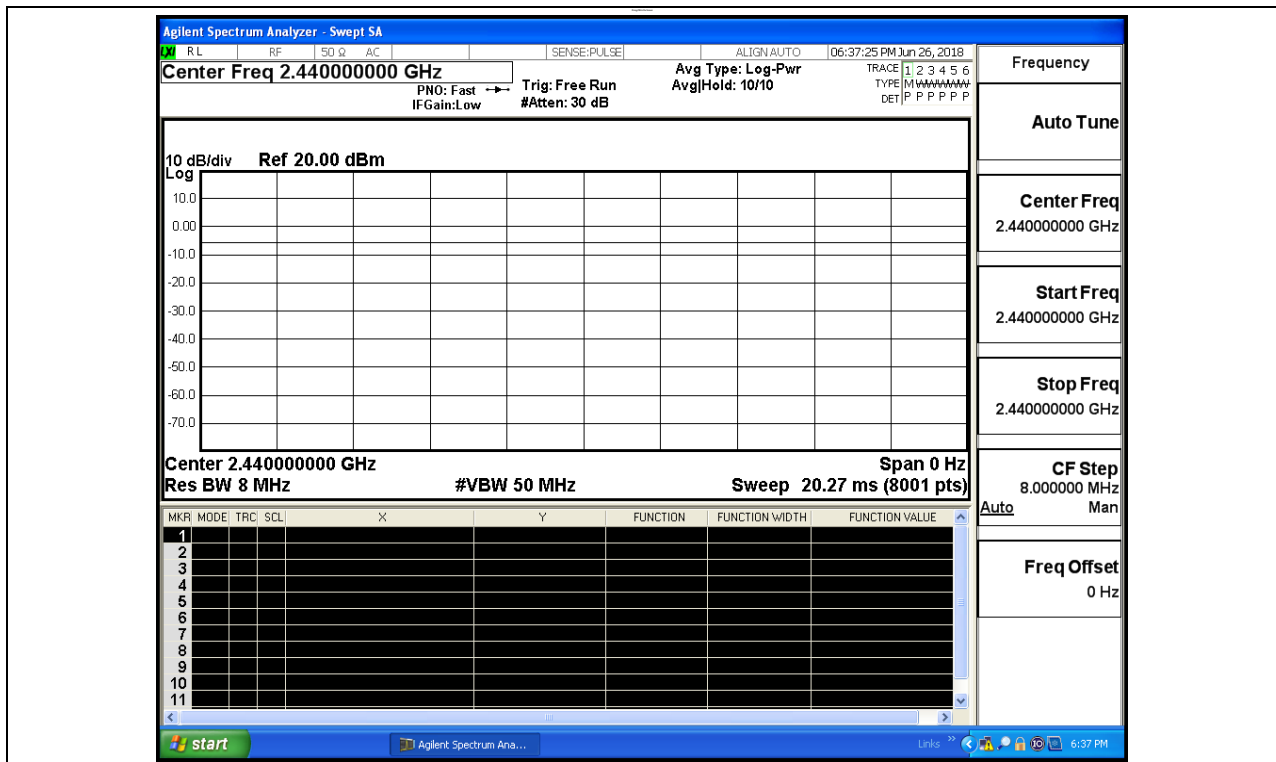 Agilent Spectrum Analyzer - Swept SA
LXI RL RF 50 Ω AC SENSE:PULSE ALIGN AUTO 06:37:25 PM Jun 26, 2018
Center Freq 2.440000000 GHz
PNO: Fast
IFGain:Low
Trig: Free Run
#Atten: 30 dB
Avg Type: Log-Pwr
Avg|Hold: 10/10
TRACE 1 2 3 4 5 6
TYPE M WWWWW
DET P P P P P P
10 dB/div Ref 20.00 dBm
Log
10.0
0.00
-10.0
-20.0
-30.0
-40.0
-50.0
-60.0
-70.0
Center 2.440000000 GHz Span 0 Hz
Res BW 8 MHz #VBW 50 MHz Sweep 20.27 ms (8001 pts)
MKR MODE TRC SCL X Y FUNCTION FUNCTION WIDTH FUNCTION VALUE
1
2
3
4
5
6
7
8
9
10
11
Frequency
Auto Tune
Center Freq
2.440000000 GHz
Start Freq
2.440000000 GHz
Stop Freq
2.440000000 GHz
CF Step
8.000000 MHz
Auto Man
Freq Offset
0 Hz
start Agilent Spectrum Ana... Links 6:37 PM